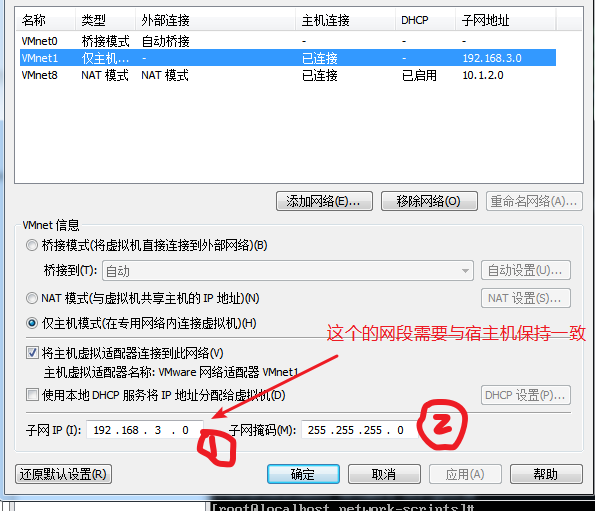 名称 类型 外部连接 主机连接 DHCP 子网地址
VMnet0 桥接模式 自动桥接 - - -
VMnet1 仅主机... - 已连接 - 192.168.3.0
VMnet8 NAT 模式 NAT 模式 已连接 已启用 10.1.2.0
添加网络(E)... 移除网络(O) 重命名网络(A)...
VMnet 信息
桥接模式(将虚拟机直接连接到外部网络)(B)
桥接到(T): 自动 自动设置(U)...
NAT 模式(与虚拟机共享主机的 IP 地址)(N) NAT 设置(S)...
仅主机模式(在专用网络内连接虚拟机)(H)
这个的网段需要与宿主机保持一致
将主机虚拟适配器连接到此网络(V)
主机虚拟适配器名称: VMware 网络适配器 VMnet1
使用本地 DHCP 服务将 IP 地址分配给虚拟机(D) DHCP 设置(P)...
子网 IP (I): 192 .168 . 3 . 0 子网掩码(M): 255 .255 .255 . 0
1 2
还原默认设置(R) 确定 取消 应用(A) 帮助
[root@localhost network-scripts]#